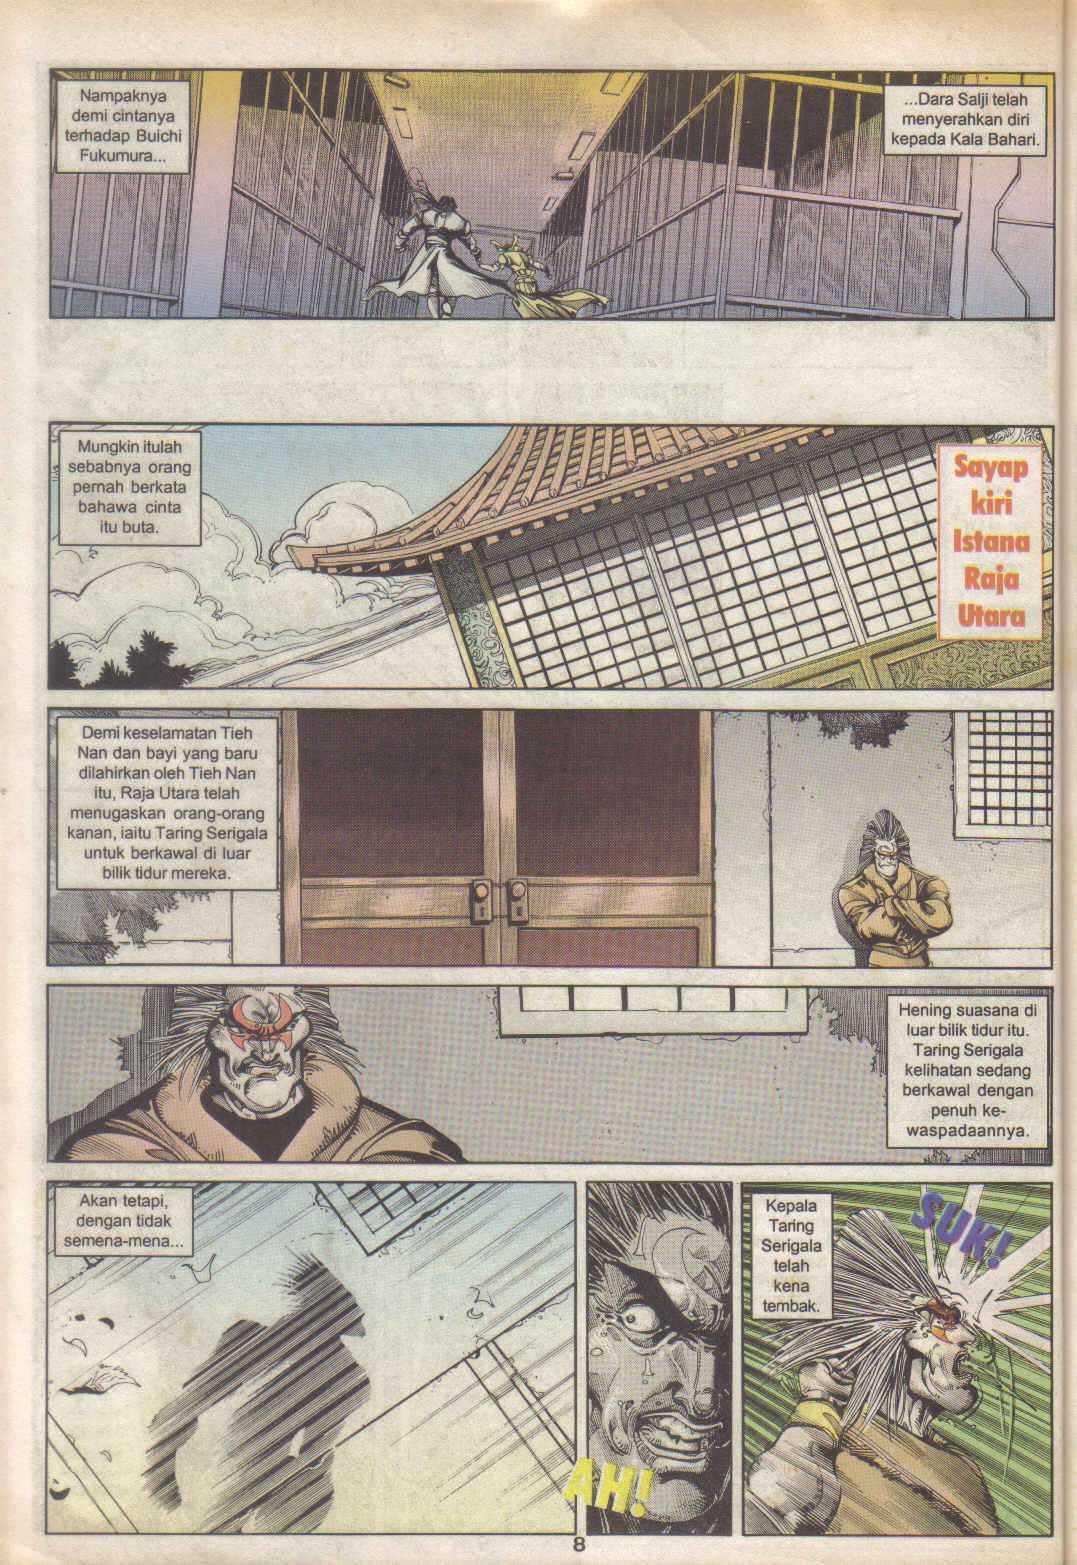 Nampaknya
demi cintanya
terhadap Buichi
Fukumura...
...Dara Salji telah
menyerahkan diri
kepada Kala Bahari.
Mungkin itulah
sebabnya orang
pernah berkata
bahawa cinta
itu buta.
Sayap
kiri
Istana
Raja
Utara
Demi keselamatan Tieh
Nan dan bayi yang baru
dilahirkan oleh Tieh Nan
itu, Raja Utara telah
menugaskan orang-orang
kanan, iaitu Taring Serigala
untuk berkawal di luar
bilik tidur mereka.
Hening suasana di
luar bilik tidur itu.
Taring Serigala
kelihatan sedang
berkawal dengan
penuh ke-
waspadaannya.
Akan tetapi,
dengan tidak
semena-mena...
AH!
Kepala
Taring
Serigala
telah
kena
tembak.
SUK!
8